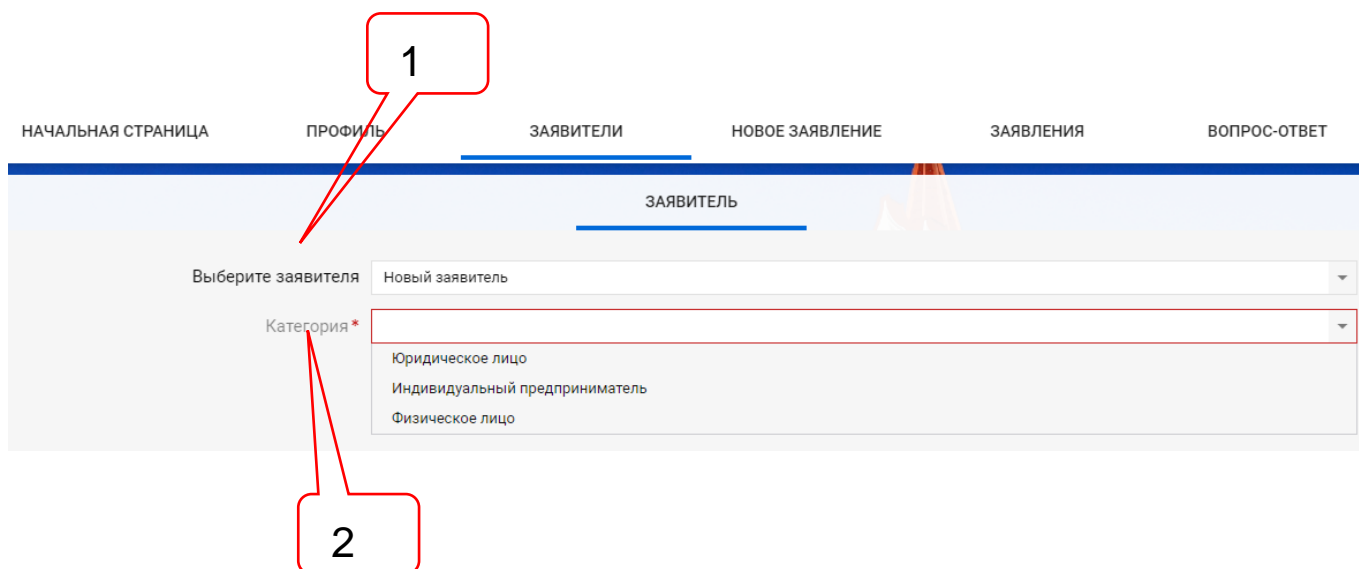 1
НАЧАЛЬНАЯ СТРАНИЦА ПРОФИЛЬ ЗАЯВИТЕЛИ НОВОЕ ЗАЯВЛЕНИЕ ЗАЯВЛЕНИЯ ВОПРОС-ОТВЕТ
ЗАЯВИТЕЛЬ
Выберите заявителя Новый заявитель
Категория *
Юридическое лицо
Индивидуальный предприниматель
Физическое лицо
2